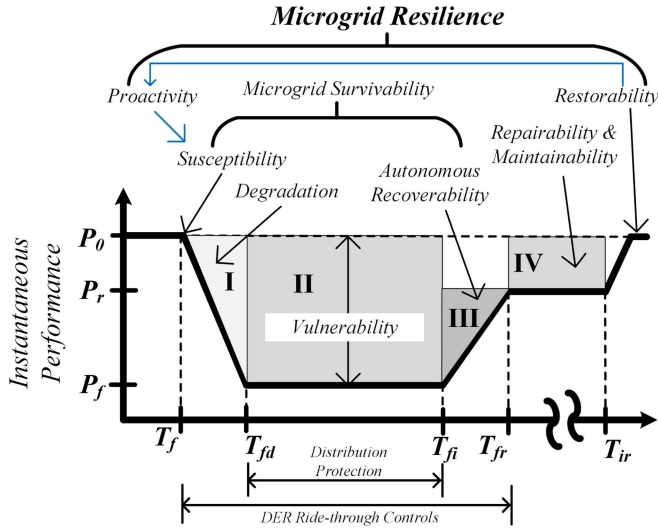 Microgrid Resilience
Proactivity
Microgrid Survivability
Restorability
Susceptibility
Degradation
Autonomous
Recoverability
Repairability &
Maintainability
Instantaneous
Performance
P0
Pr
Pf
I
II
III
IV
Vulnerability
Tf
Tfd
Tfi
Tfr
Tir
Distribution
Protection
DER Ride-through Controls